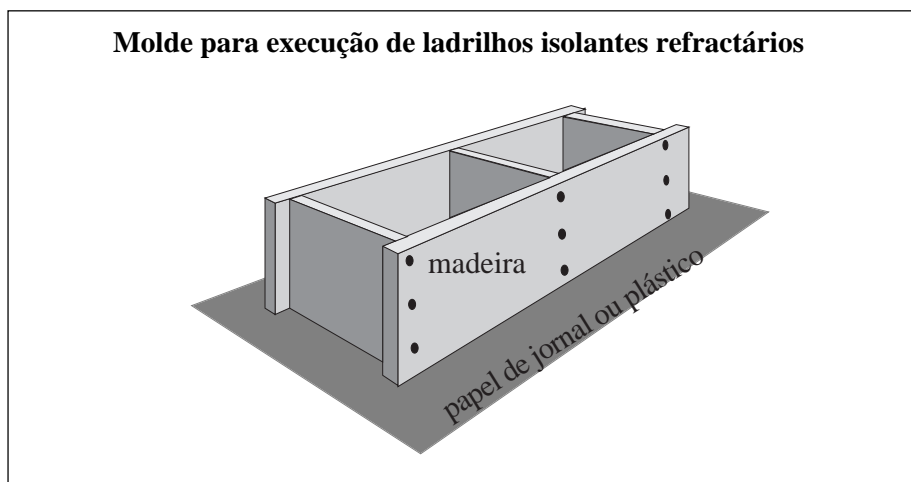 Molde para execução de ladrilhos isolantes refractários
madeira
papel de jornal ou plástico